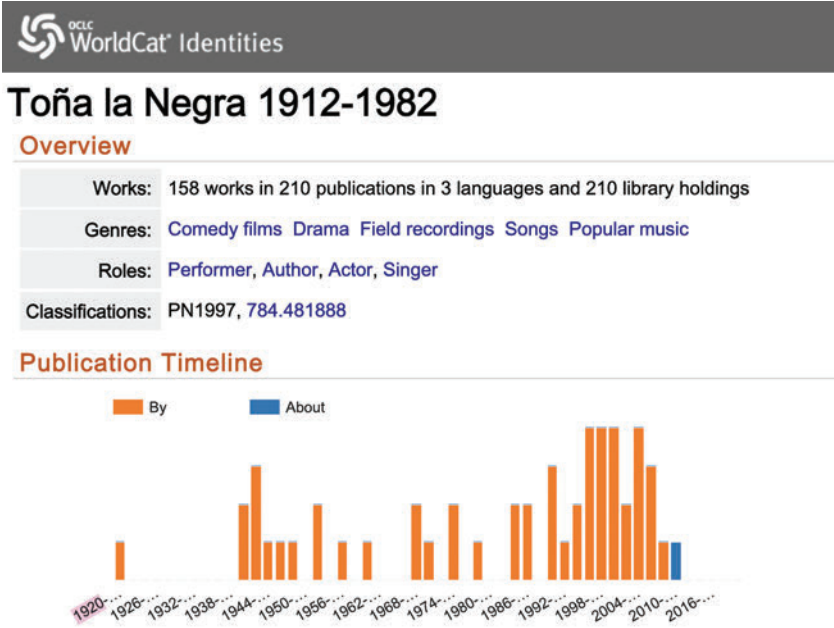 OCLC
WorldCat Identities
Toña la Negra 1912-1982
Overview
Works: 158 works in 210 publications in 3 languages and 210 library holdings
Genres: Comedy films Drama Field recordings Songs Popular music
Roles: Performer, Author, Actor, Singer
Classifications: PN1997, 784.481888
Publication Timeline
By About
1920-... 1926-... 1932-... 1938-... 1944-... 1950-... 1956-... 1962-... 1968-... 1974-... 1980-... 1986-... 1992-... 1998-... 2004-... 2010-... 2016-...